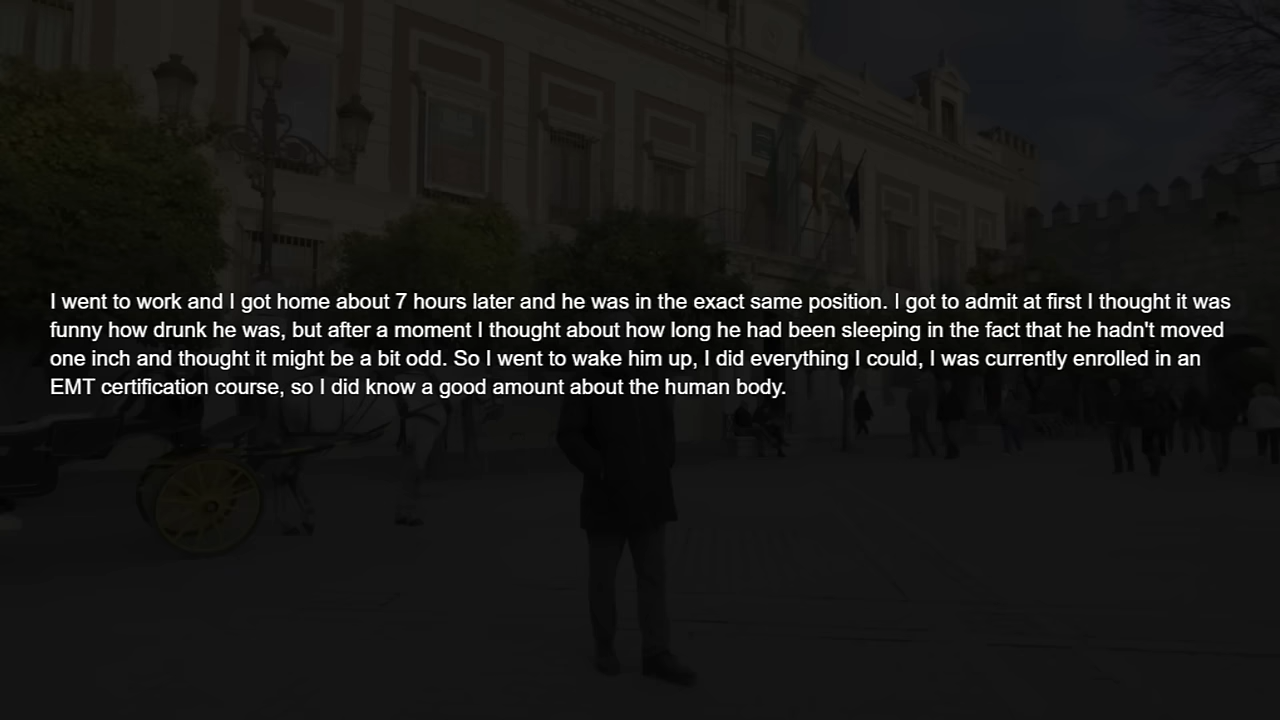 I went to work and I got home about 7 hours later and he was in the exact same position. I got to admit at first I thought it was
funny how drunk he was, but after a moment I thought about how long he had been sleeping in the fact that he hadn't moved
one inch and thought it might be a bit odd. So I went to wake him up, I did everything I could, I was currently enrolled in an
EMT certification course, so I did know a good amount about the human body.